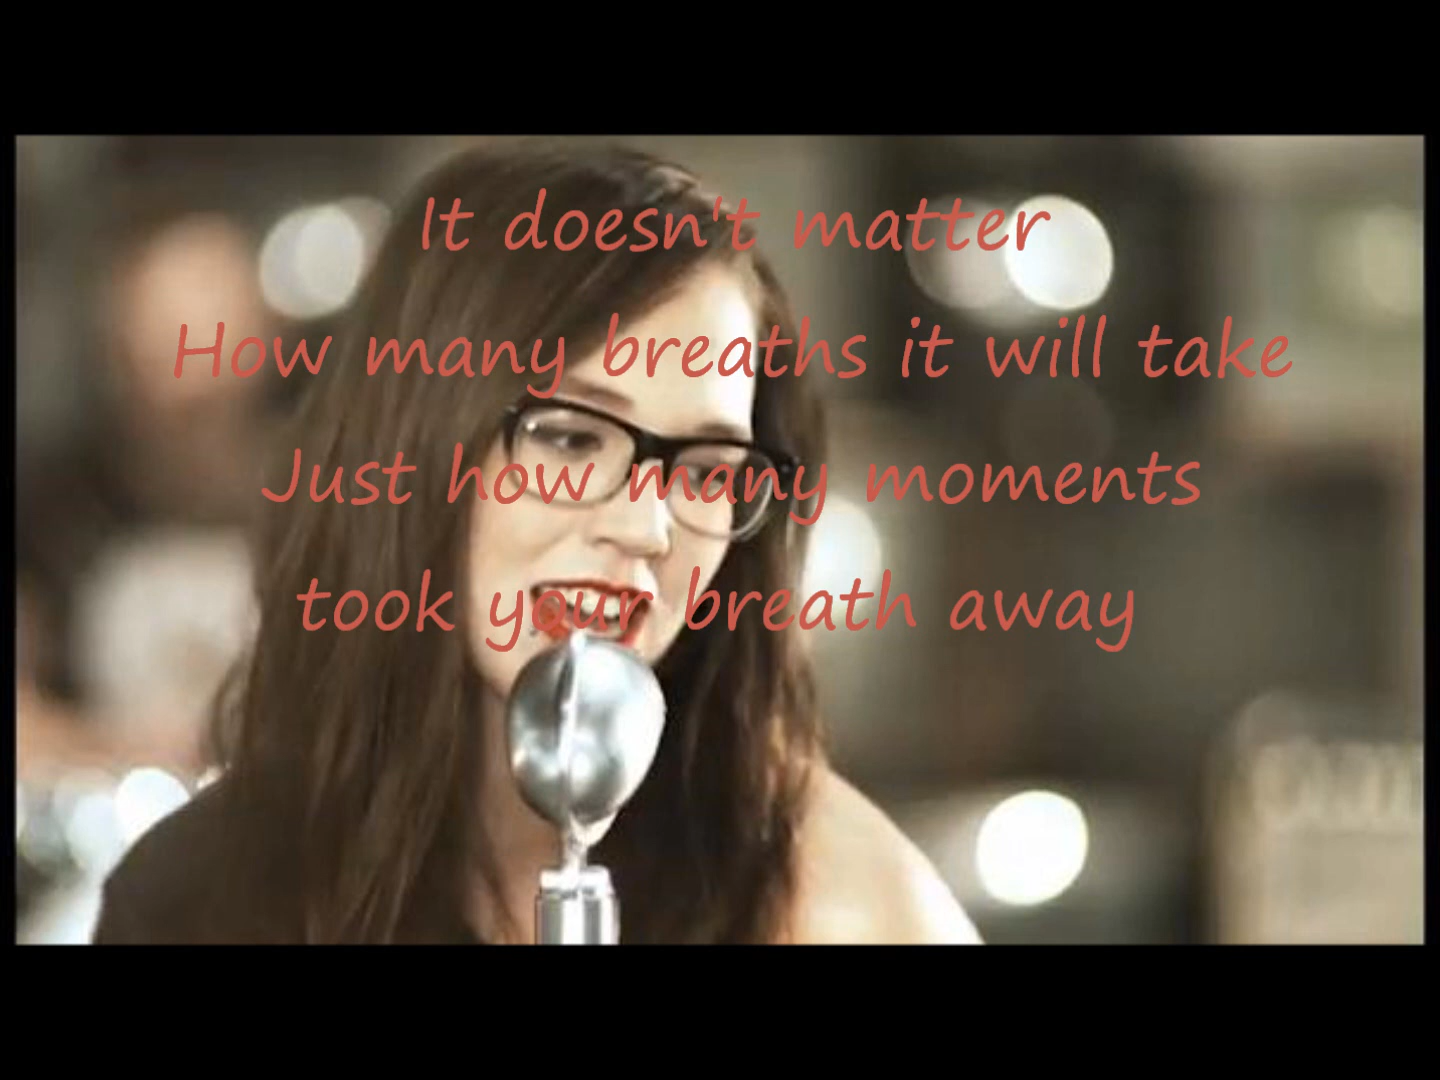 It doesn't matter
How many breaths it will take
Just how many moments
took your breath away